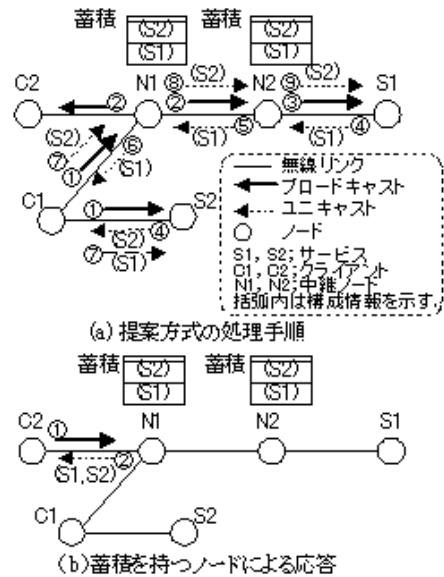 蓄積 (S2) (S1)
蓄積 (S2) (S1)
C2 N1 ⑧ (S2) N2 ⑨ (S2) S1
② ② ③
(S2) ⑥ (S1) ⑤ (S1) ④
⑦ ① (S1)
C1 ① S2
④
(S2)
⑦ (S1)
無線リンク
ブロードキャスト
ユニキャスト
ノード
S1, S2;サービス
C1, C2;クライアント
N1, N2;中継ノード
括弧内は構成情報を示す.
(a) 提案方式の処理手順
蓄積 (S2) (S1)
蓄積 (S2) (S1)
C2 ① N1 N2 S1
②
(S1,S2)
C1 S2
(b)蓄積を持つノードによる応答